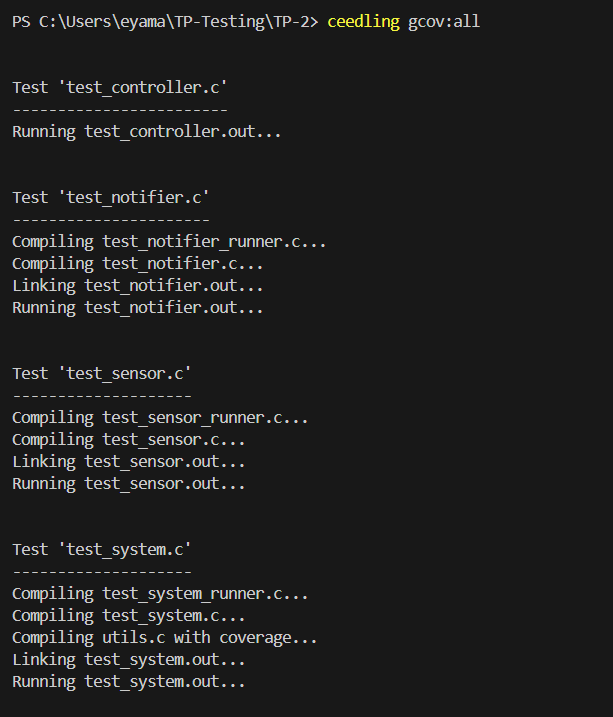 PS C:\Users\eyama\TP-Testing\TP-2> ceedling gcov:all
Test 'test_controller.c'
------------------------
Running test_controller.out...
Test 'test_notifier.c'
----------------------
Compiling test_notifier_runner.c...
Compiling test_notifier.c...
Linking test_notifier.out...
Running test_notifier.out...
Test 'test_sensor.c'
--------------------
Compiling test_sensor_runner.c...
Compiling test_sensor.c...
Linking test_sensor.out...
Running test_sensor.out...
Test 'test_system.c'
--------------------
Compiling test_system_runner.c...
Compiling test_system.c...
Compiling utils.c with coverage...
Linking test_system.out...
Running test_system.out...